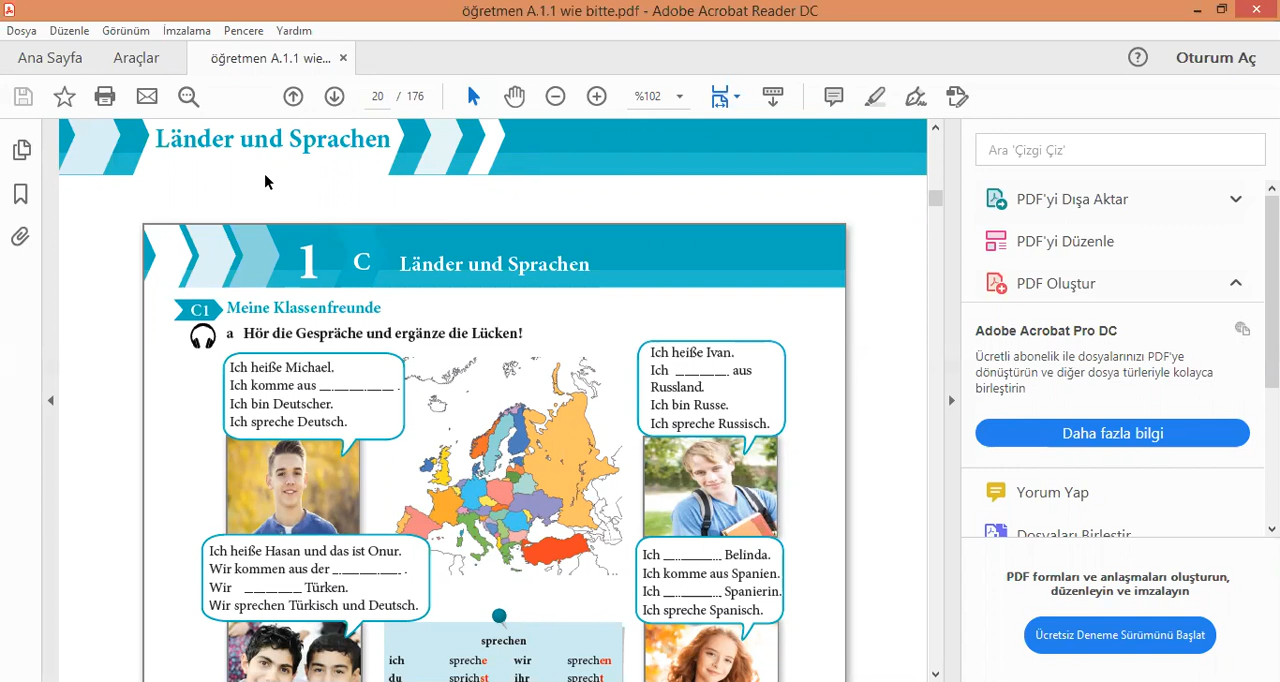 öğretmen A.1.1 wie bitte.pdf - Adobe Acrobat Reader DC
Dosya Düzenle Görünüm İmzalama Pencere Yardım
Ana Sayfa Araçlar öğretmen A.1.1 wie... × ? Oturum Aç
20 / 176 %102
Länder und Sprachen
1 C Länder und Sprachen
C1 Meine Klassenfreunde
a Hör die Gespräche und ergänze die Lücken!
Ich heiße Michael.
Ich komme aus ___________ .
Ich bin Deutscher.
Ich spreche Deutsch.
Ich heiße Ivan.
Ich ________ aus
Russland.
Ich bin Russe.
Ich spreche Russisch.
Ich heiße Hasan und das ist Onur.
Wir kommen aus der ___________ .
Wir ________ Türken.
Wir sprechen Türkisch und Deutsch.
Ich _________ Belinda.
Ich komme aus Spanien.
Ich _________ Spanierin.
Ich spreche Spanisch.
sprechen
ich spreche wir sprechen
du sprichst ihr sprecht
Ara 'Çizgi Çiz'
PDF'yi Dışa Aktar
PDF'yi Düzenle
PDF Oluştur
Adobe Acrobat Pro DC
Ücretli abonelik ile dosyalarınızı PDF'ye
dönüştürün ve diğer dosya türleriyle kolayca
birleştirin
Daha fazla bilgi
Yorum Yap
Dosyaları Birleştir
PDF formları ve anlaşmaları oluşturun,
düzenleyin ve imzalayın
Ücretsiz Deneme Sürümünü Başlat